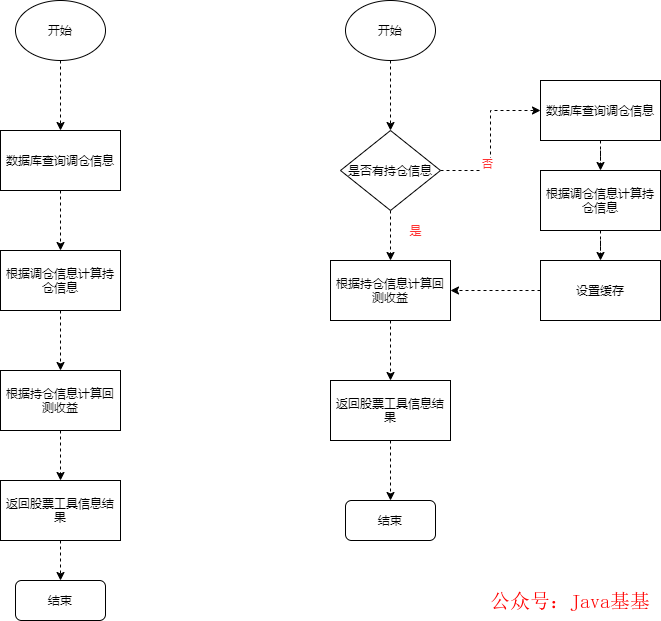 开始
数据库查询调仓信息
根据调仓信息计算持
仓信息
根据持仓信息计算回
测收益
返回股票工具信息结
果
结束
开始
是否有持仓信息
否
是
数据库查询调仓信息
根据调仓信息计算持
仓信息
设置缓存
根据持仓信息计算回
测收益
返回股票工具信息结
果
结束
公众号：Java基基